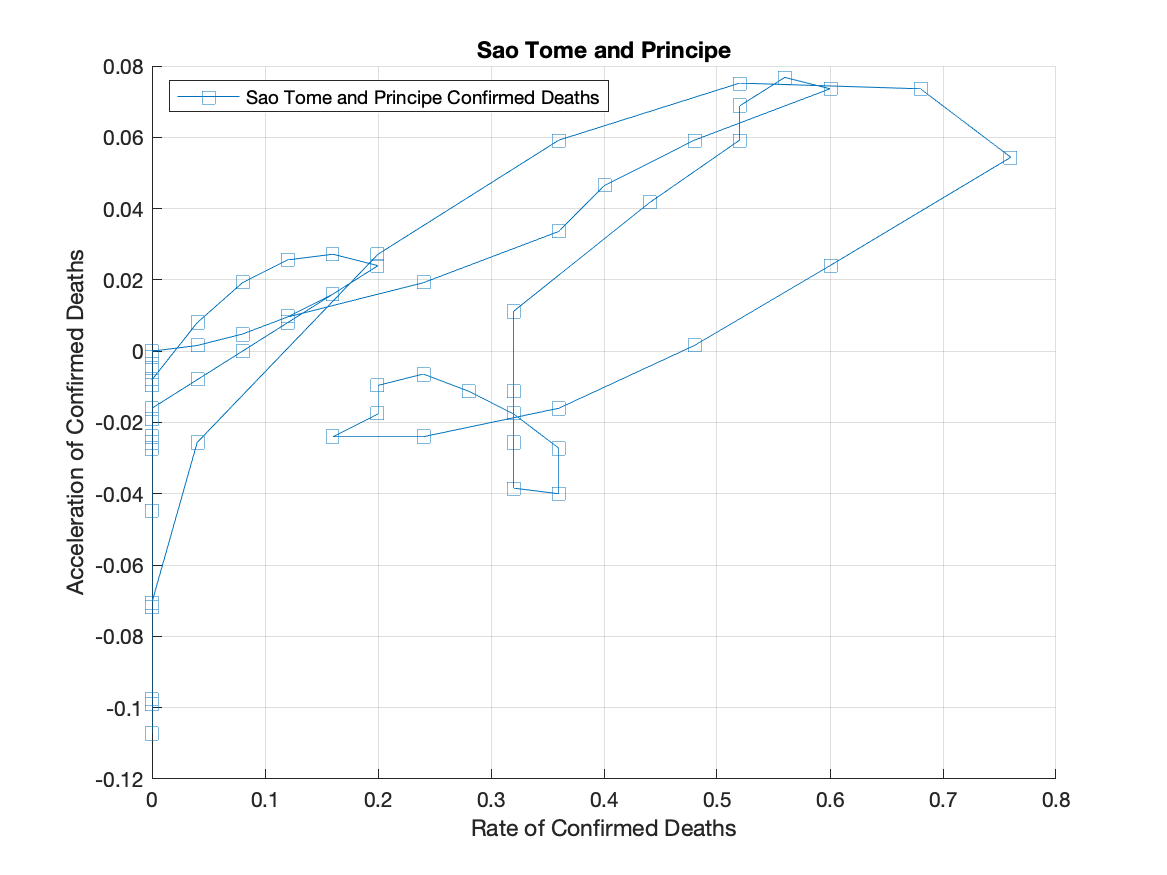 Sao Tome and Principe
Sao Tome and Principe Confirmed Deaths
Acceleration of Confirmed Deaths
0.08
0.06
0.04
0.02
0
-0.02
-0.04
-0.06
-0.08
-0.1
-0.12
0 0.1 0.2 0.3 0.4 0.5 0.6 0.7 0.8
Rate of Confirmed Deaths